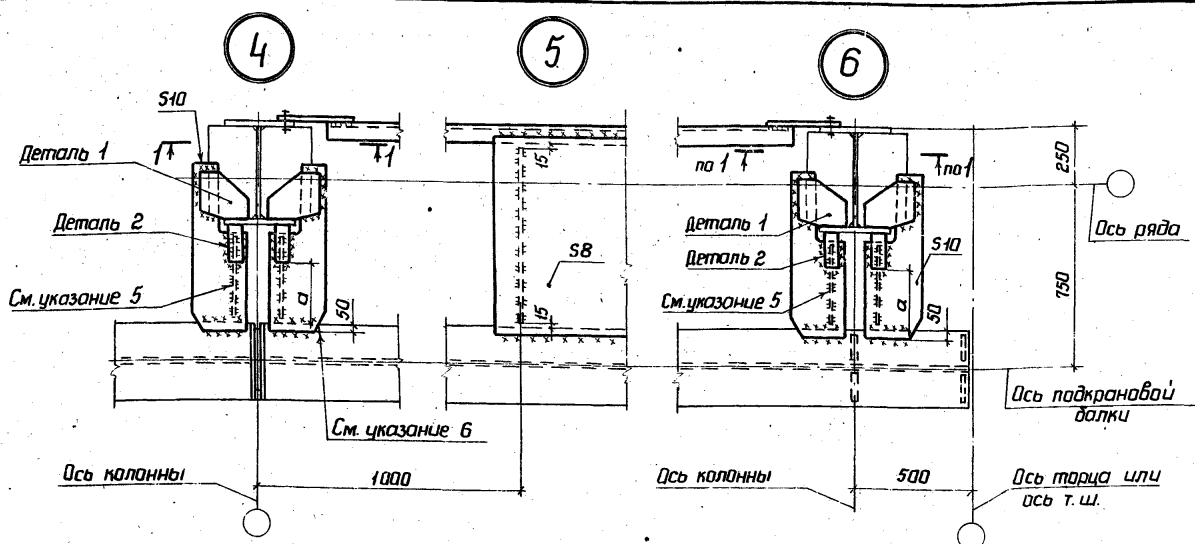 4
5
6
S10
Деталь 1
1
1
Деталь 2
См. указание 5
а
50
15
S8
15
См. указание 6
Ось колонны
1000
по 1
по 1
Деталь 1
Деталь 2
S10
См. указание 5
а
50
250
Ось ряда
750
Ось подкрановой
балки
Ось колонны
500
Ось торца или
ось т. ш.